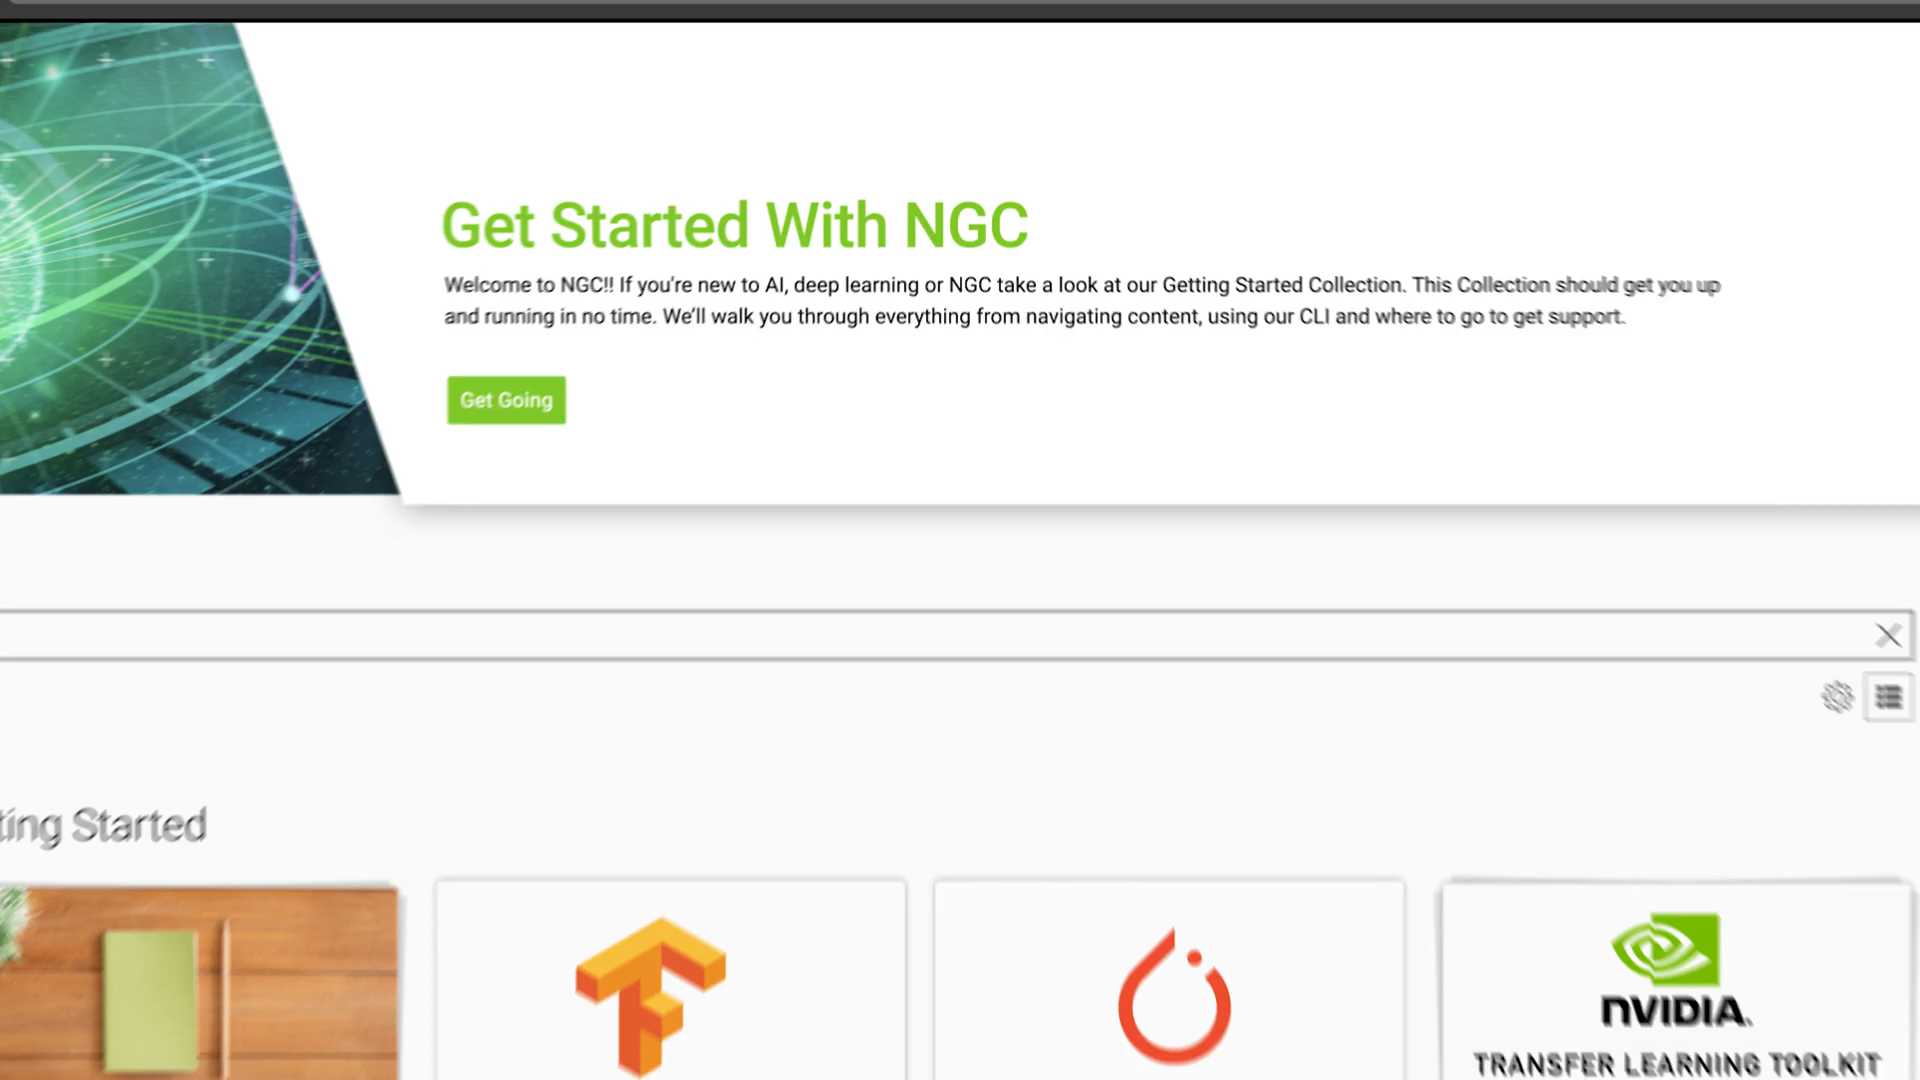 Get Started With NGC
Welcome to NGC!! If you're new to AI, deep learning or NGC take a look at our Getting Started Collection. This Collection should get you up
and running in no time. We'll walk you through everything from navigating content, using our CLI and where to go to get support.
Get Going
ting Started
NVIDIA.
TRANSFER LEARNING TOOLKIT